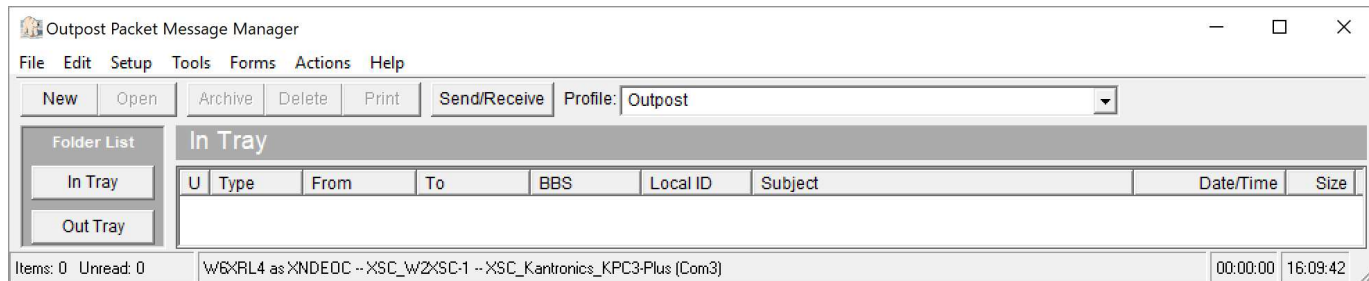 Outpost Packet Message Manager
File Edit Setup Tools Forms Actions Help
New Open Archive Delete Print Send/Receive Profile: Outpost
Folder List In Tray
In Tray U Type From To BBS Local ID Subject Date/Time Size
Out Tray
Items: 0 Unread: 0 W6XRL4 as XNDEOC -- XSC_W2XSC-1 -- XSC_Kantronics_KPC3-Plus (Com3) 00:00:00 16:09:42